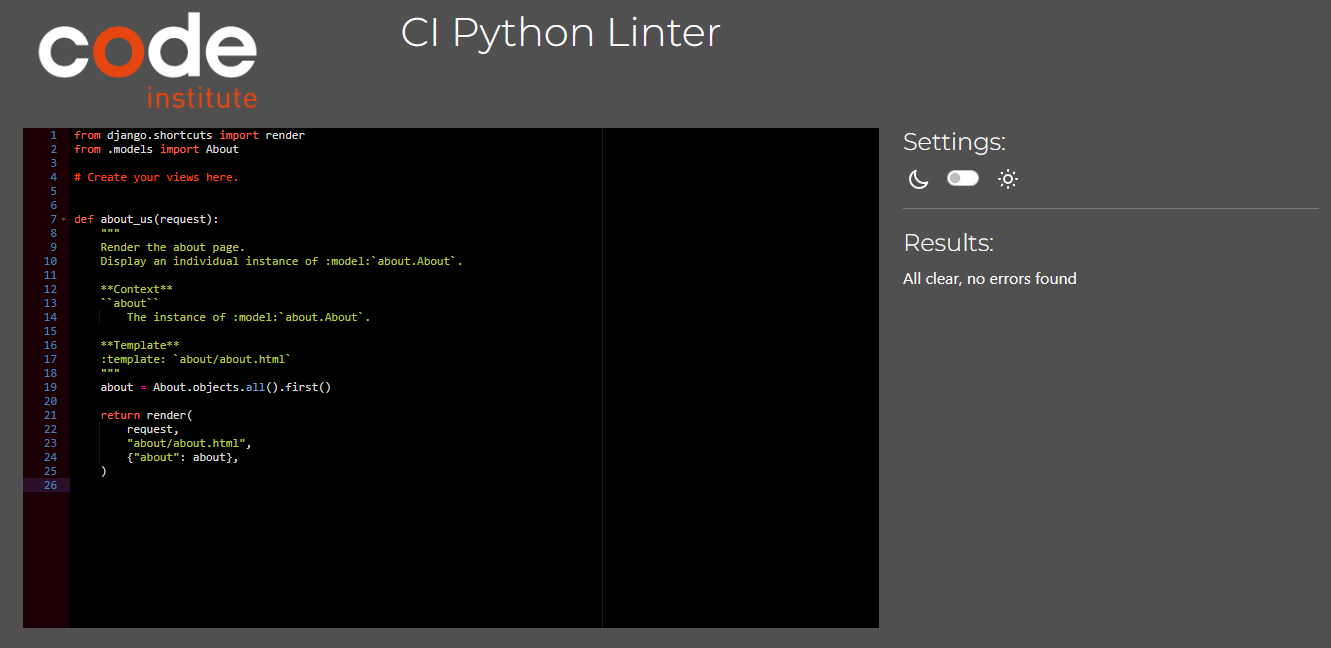 code
institute
CI Python Linter
1 from django.shortcuts import render
2 from .models import About
3
4 # Create your views here.
5
6
7 def about_us(request):
8     """
9     Render the about page.
10     Display an individual instance of :model:`about.About`.
11
12     **Context**
13     ``about``
14         The instance of :model:`about.About`.
15
16     **Template**
17     :template: `about/about.html`
18     """
19     about = About.objects.all().first()
20
21     return render(
22         request,
23         "about/about.html",
24         {"about": about},
25     )
26
Settings:
Results:
All clear, no errors found